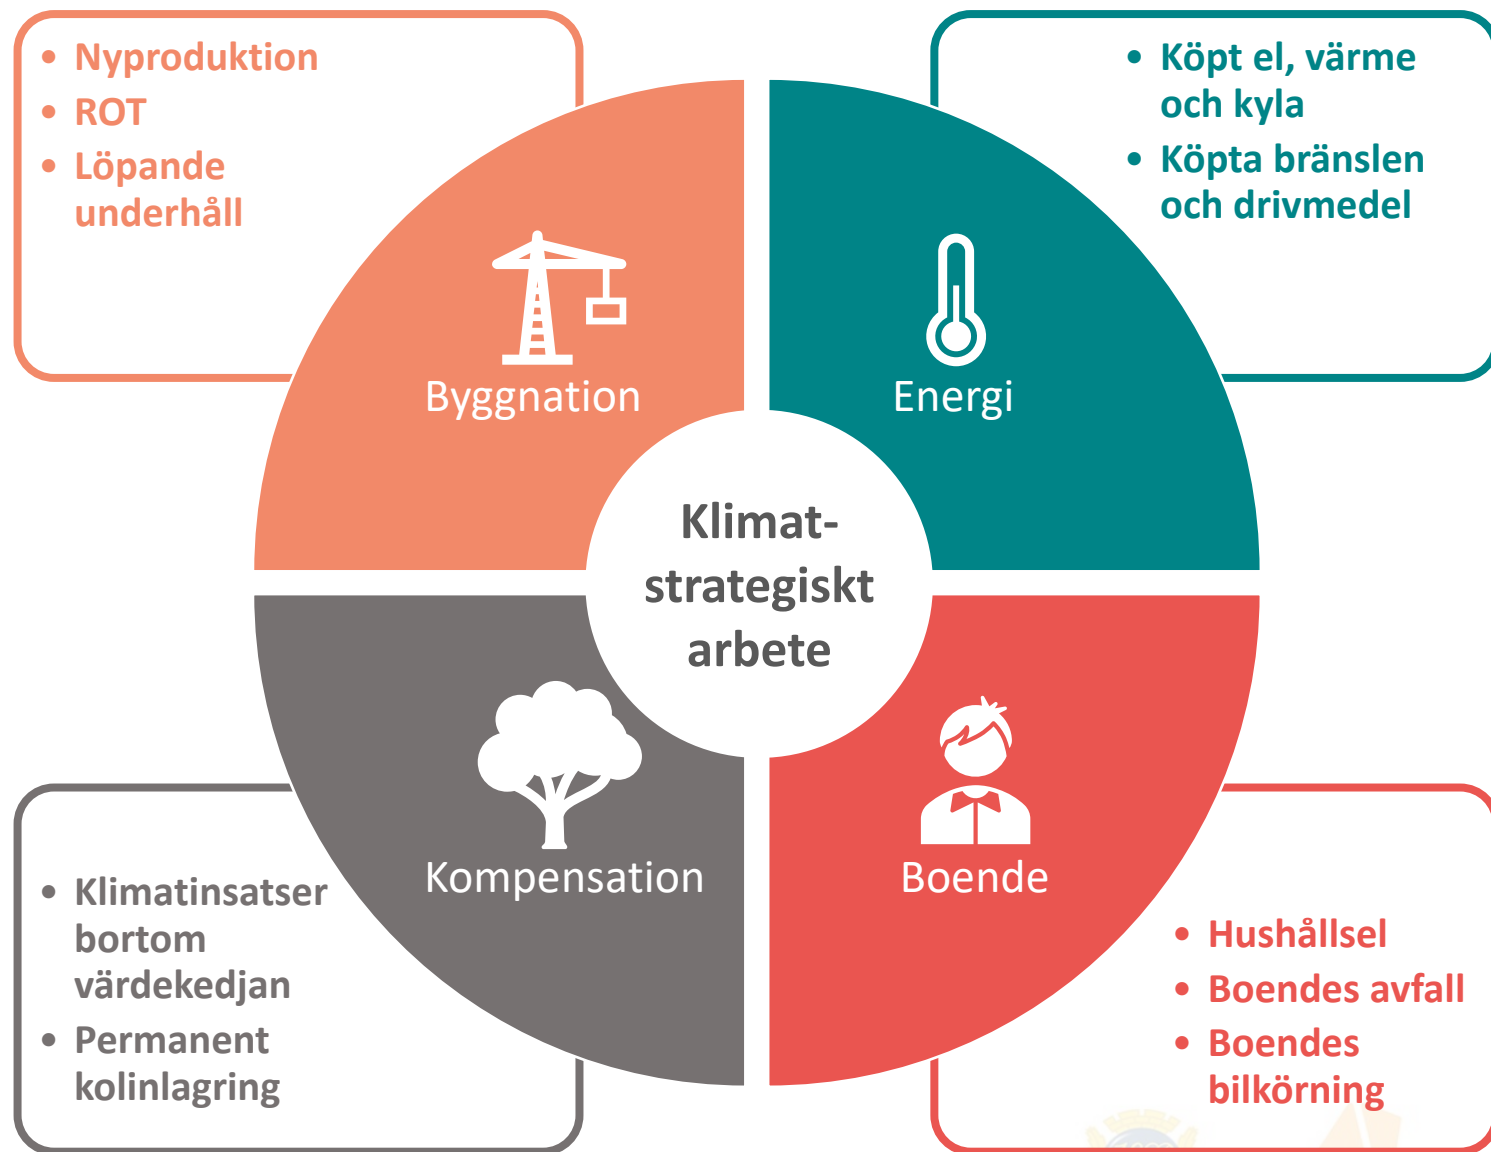 • Nyproduktion
• ROT
• Löpande
underhåll
• Köpt el, värme
och kyla
• Köpta bränslen
och drivmedel
Byggnation
Energi
Klimat-
strategiskt
arbete
Kompensation
Boende
• Klimatinsatser
bortom
värdekedjan
• Permanent
kolinlagring
• Hushållsel
• Boendes avfall
• Boendes
bilkörning